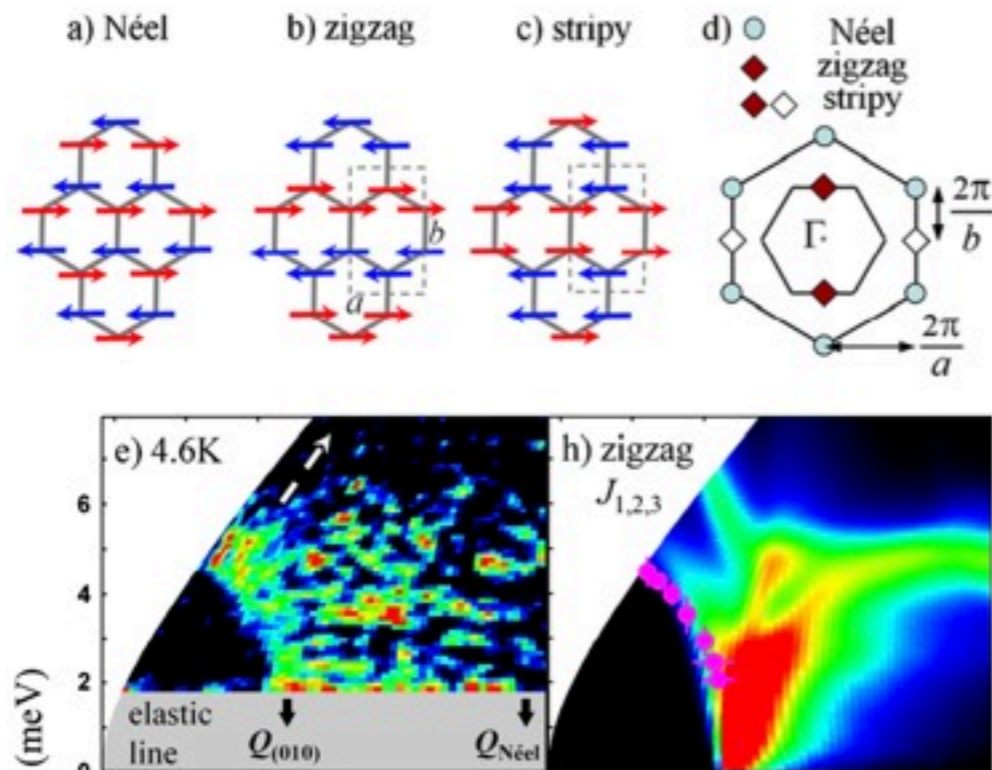 a) Néel
b) zigzag
c) stripy
d)
Néel
zigzag
stripy
b
a
Γ
2π
b
2π
a
e) 4.6K
h) zigzag
J1,2,3
6
4
2
0
(meV)
elastic
line
Q(010)
QNéel